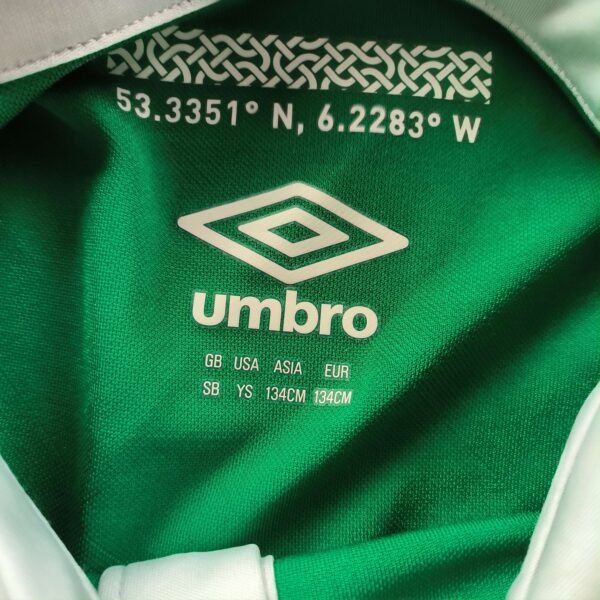 53.3351° N, 6.2283° W
umbro
GB USA ASIA EUR
SB YS 134CM 134CM